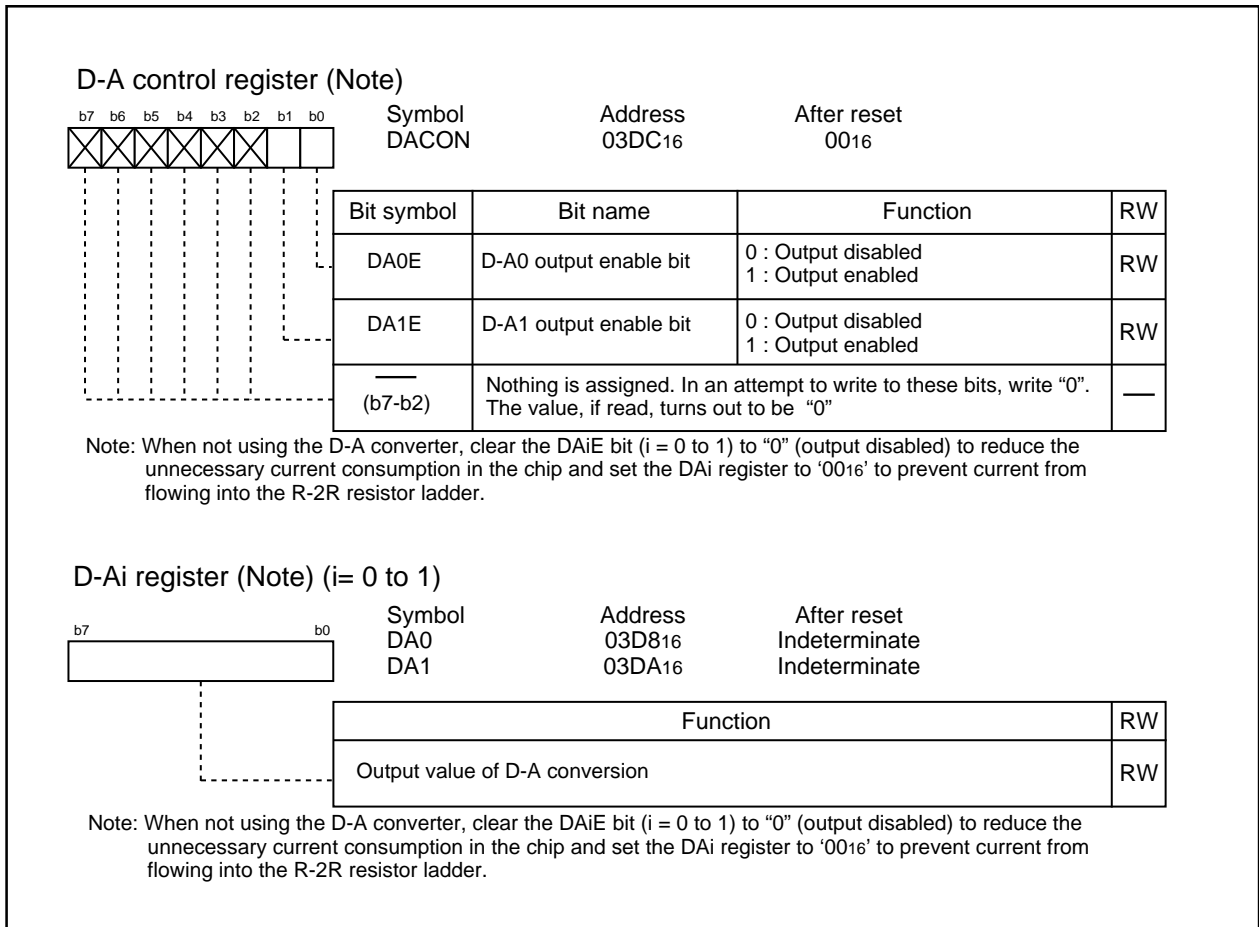 D-A control register (Note)
b7 b6 b5 b4 b3 b2 b1 b0
Symbol Address After reset
DACON 03DC16 0016
Bit symbol Bit name Function RW
DA0E D-A0 output enable bit 0 : Output disabled
1 : Output enabled RW
DA1E D-A1 output enable bit 0 : Output disabled
1 : Output enabled RW
(b7-b2) Nothing is assigned. In an attempt to write to these bits, write “0”.
The value, if read, turns out to be “0” —
Note: When not using the D-A converter, clear the DAiE bit (i = 0 to 1) to “0” (output disabled) to reduce the
unnecessary current consumption in the chip and set the DAi register to ‘0016’ to prevent current from
flowing into the R-2R resistor ladder.
D-Ai register (Note) (i= 0 to 1)
b7 b0
Symbol Address After reset
DA0 03D816 Indeterminate
DA1 03DA16 Indeterminate
Function RW
Output value of D-A conversion RW
Note: When not using the D-A converter, clear the DAiE bit (i = 0 to 1) to “0” (output disabled) to reduce the
unnecessary current consumption in the chip and set the DAi register to ‘0016’ to prevent current from
flowing into the R-2R resistor ladder.